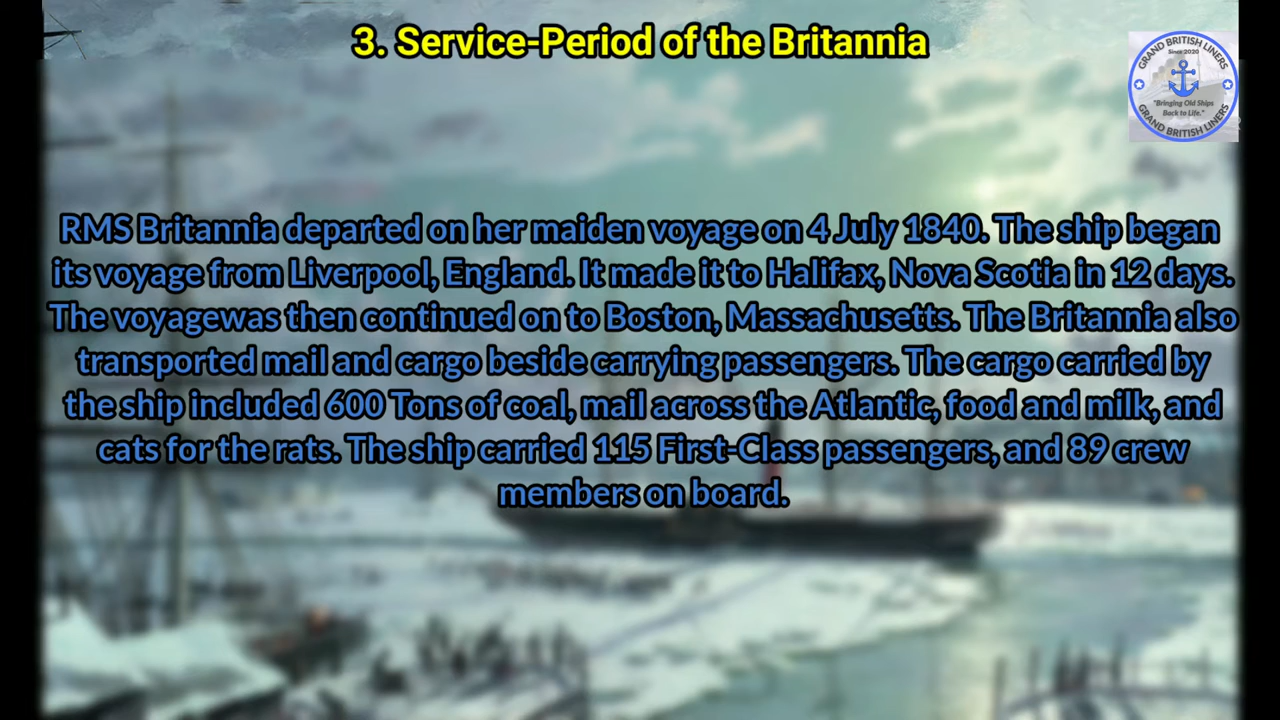 3. Service-Period of the Britannia
GRAND BRITISH LINERS
Since 2020
"Bringing Old Ships
Back to Life."
GRAND BRITISH LINERS
RMS Britannia departed on her maiden voyage on 4 July 1840. The ship began
its voyage from Liverpool, England. It made it to Halifax, Nova Scotia in 12 days.
The voyagewas then continued on to Boston, Massachusetts. The Britannia also
transported mail and cargo beside carrying passengers. The cargo carried by
the ship included 600 Tons of coal, mail across the Atlantic, food and milk, and
cats for the rats. The ship carried 115 First-Class passengers, and 89 crew
members on board.